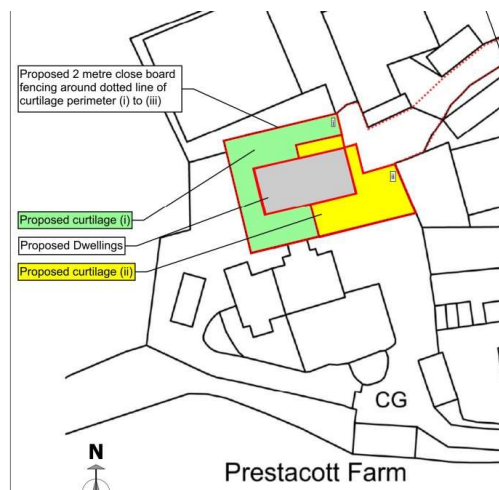 Proposed 2 metre close board
fencing around dotted line of
curtilage perimeter (i) to (iii)
Proposed curtilage (i)
Proposed Dwellings
Proposed curtilage (ii)
CG
N
Prestacott Farm